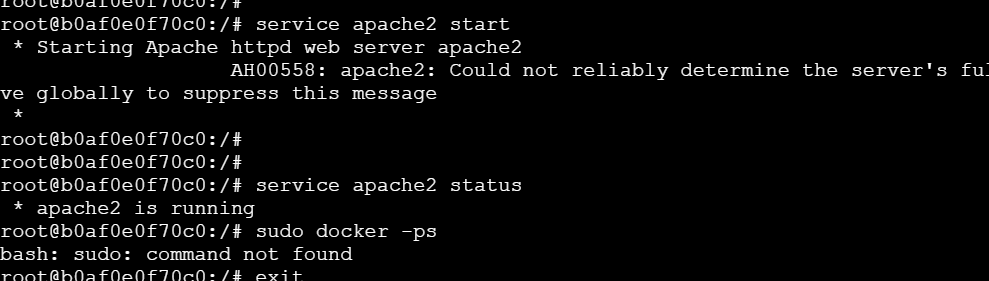 root@b0af0e0f70c0:/#
root@b0af0e0f70c0:/# service apache2 start
 * Starting Apache httpd web server apache2
                   AH00558: apache2: Could not reliably determine the server's ful
ve globally to suppress this message
 *
root@b0af0e0f70c0:/#
root@b0af0e0f70c0:/#
root@b0af0e0f70c0:/# service apache2 status
 * apache2 is running
root@b0af0e0f70c0:/# sudo docker -ps
bash: sudo: command not found
root@b0af0e0f70c0:/# exit